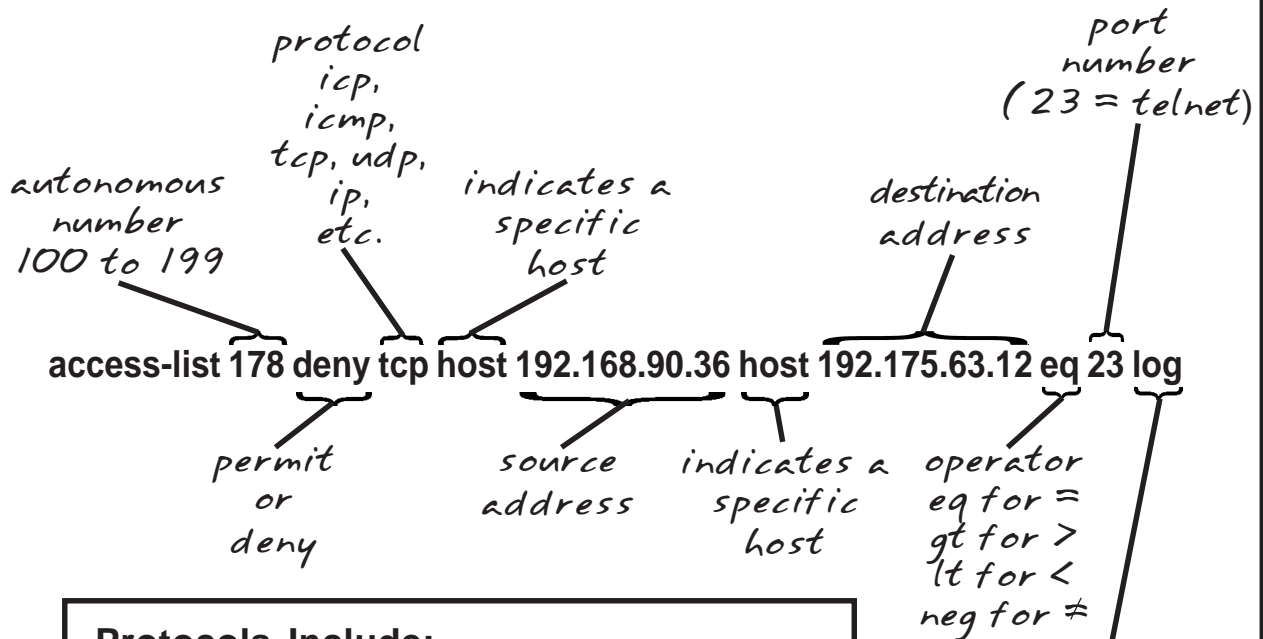 protocol
icp,
icmp,
tcp, udp,
ip,
etc.
port
number
(23 = telnet)
autonomous
number
100 to 199
indicates a
specific
host
destination
address
access-list 178 deny tcp host 192.168.90.36 host 192.175.63.12 eq 23 log
permit
or
deny
source
address
indicates a
specific
host
operator
eq for =
gt for >
lt for <
neg for ≠
Protocols Include: